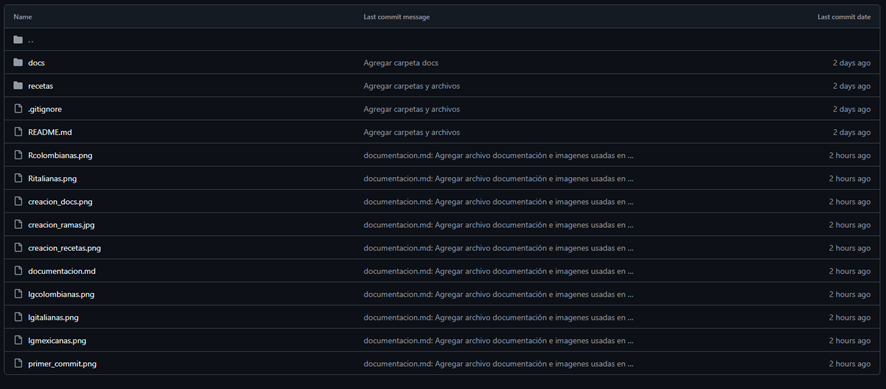 Name Last commit message Last commit date
..
docs Agregar carpeta docs 2 days ago
recetas Agregar carpetas y archivos 2 days ago
.gitignore Agregar carpetas y archivos 2 days ago
README.md Agregar carpetas y archivos 2 days ago
Rcolombianas.png documentacion.md: Agregar archivo documentación e imagenes usadas en ... 2 hours ago
Ritalianas.png documentacion.md: Agregar archivo documentación e imagenes usadas en ... 2 hours ago
creacion_docs.png documentacion.md: Agregar archivo documentación e imagenes usadas en ... 2 hours ago
creacion_ramas.jpg documentacion.md: Agregar archivo documentación e imagenes usadas en ... 2 hours ago
creacion_recetas.png documentacion.md: Agregar archivo documentación e imagenes usadas en ... 2 hours ago
documentacion.md documentacion.md: Agregar archivo documentación e imagenes usadas en ... 2 hours ago
lgcolombianas.png documentacion.md: Agregar archivo documentación e imagenes usadas en ... 2 hours ago
lgitalianas.png documentacion.md: Agregar archivo documentación e imagenes usadas en ... 2 hours ago
lgmexicanas.png documentacion.md: Agregar archivo documentación e imagenes usadas en ... 2 hours ago
primer_commit.png documentacion.md: Agregar archivo documentación e imagenes usadas en ... 2 hours ago